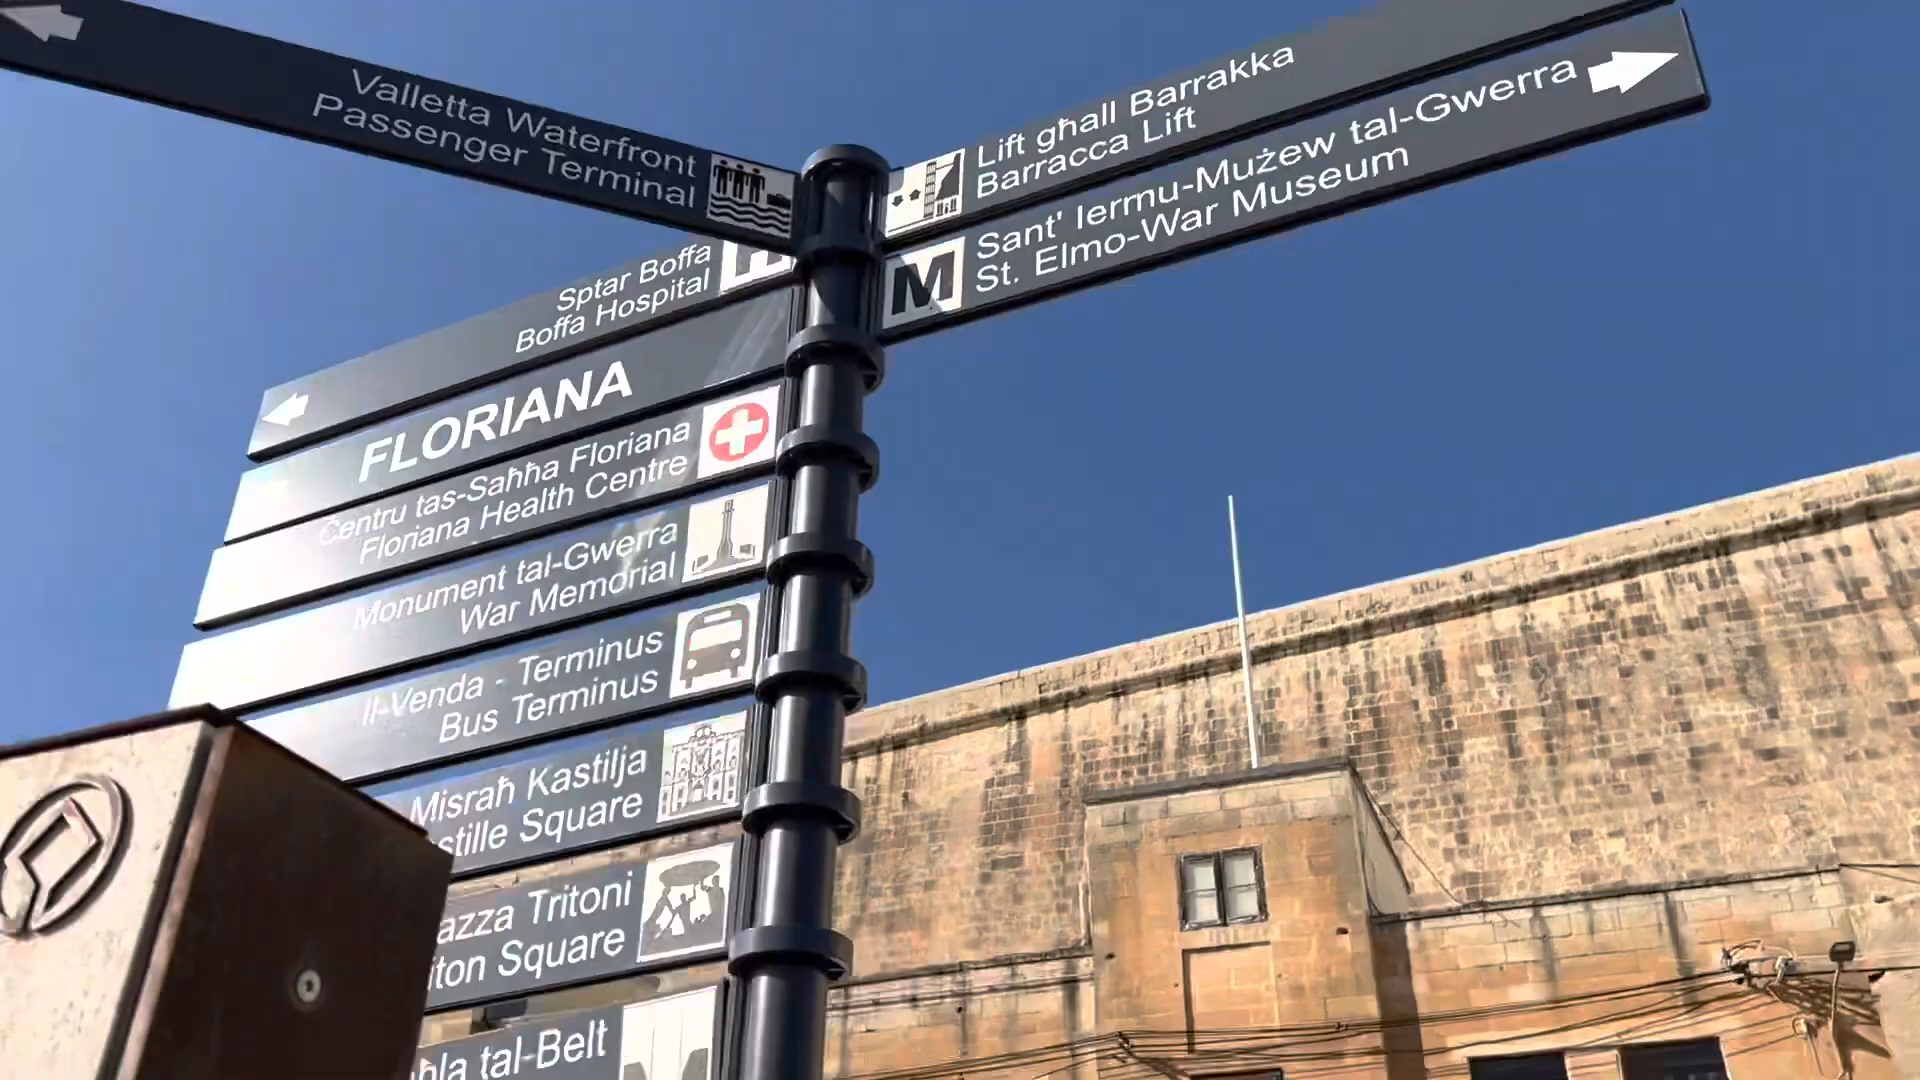 Valletta Waterfront
Passenger Terminal
Lift għall Barrakka
Barracca Lift
Sant' Iermu-Mużew tal-Gwerra
St. Elmo-War Museum
M
Sptar Boffa
Boffa Hospital
H
FLORIANA
Ċentru tas-Saħħa Floriana
Floriana Health Centre
Monument tal-Gwerra
War Memorial
Il-Venda - Terminus
Bus Terminus
Misraħ Kastilja
stille Square
azza Tritoni
iton Square
tal-Belt